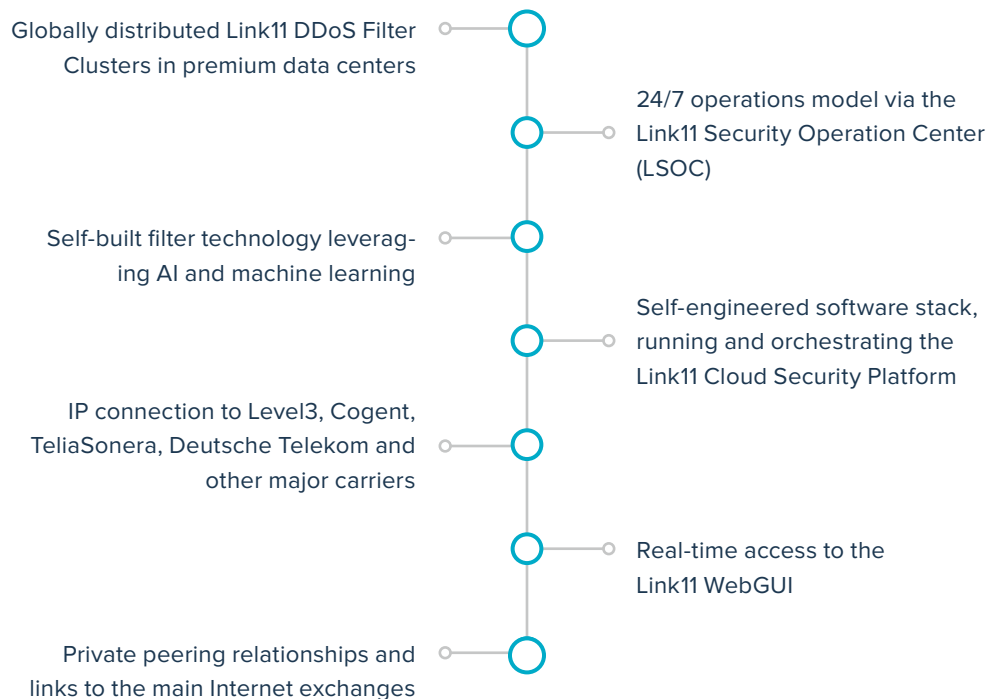 Globally distributed Link11 DDoS Filter
Clusters in premium data centers
24/7 operations model via the
Link11 Security Operation Center
(LSOC)
Self-built filter technology leverag-
ing AI and machine learning
Self-engineered software stack,
running and orchestrating the
Link11 Cloud Security Platform
IP connection to Level3, Cogent,
TeliaSonera, Deutsche Telekom and
other major carriers
Real-time access to the
Link11 WebGUI
Private peering relationships and
links to the main Internet exchanges